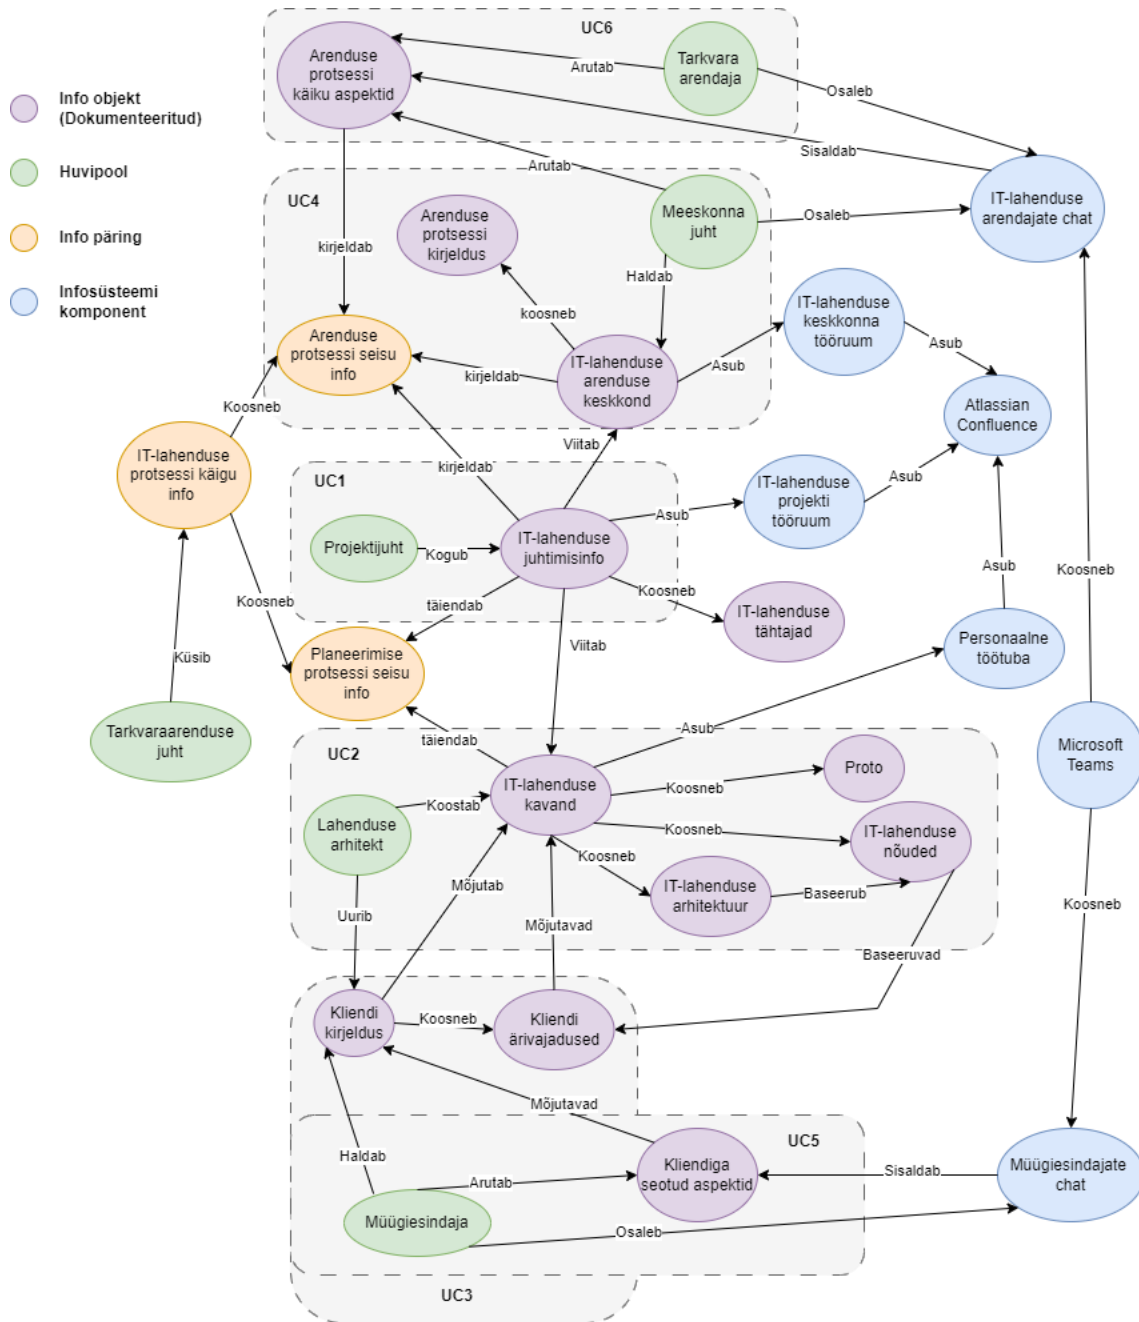 UC6
Arenduse
protsessi
käiku aspektid
Tarkvara
arendaja
Arutab
Osaleb
Info objekt
(Dokumenteeritud)
Huvipool
Info päring
Infosüsteemi
komponent
Sisaldab
Arutab
UC4
Arenduse
protsessi
kirjeldus
Meeskonna
juht
Osaleb
IT-lahenduse
arendajate chat
kirjeldab
Haldab
koosneb
IT-lahenduse
keskkonna
tööruum
Arenduse
protsessi seisu
info
kirjeldab
IT-lahenduse
arenduse
keskkond
Asub
Asub
Atlassian
Confluence
Koosneb
IT-lahenduse
protsessi käigu
info
Viitab
kirjeldab
UC1
IT-lahenduse
projekti
tööruum
Asub
Asub
Projektijuht
Kogub
IT-lahenduse
juhtimisinfo
Asub
Koosneb
Koosneb
Koosneb
täiendab
IT-lahenduse
tähtajad
Küsib
Planeerimise
protsessi seisu
info
Viitab
Personaalne
töötuba
Tarkvaraarenduse
juht
täiendab
Asub
Microsoft
Teams
UC2
IT-lahenduse
kavand
Koosneb
Proto
Koostab
Lahenduse
arhitekt
Koosneb
IT-lahenduse
nõuded
Koosneb
Mõjutab
IT-lahenduse
arhitektuur
Baseerub
Koosneb
Uurib
Mõjutavad
Baseeruvad
Kliendi
kirjeldus
Koosneb
Kliendi
ärivajadused
Mõjutavad
UC5
Haldab
Arutab
Kliendiga
seotud aspektid
Sisaldab
Müügiesindajate
chat
Müügiesindaja
Osaleb
UC3